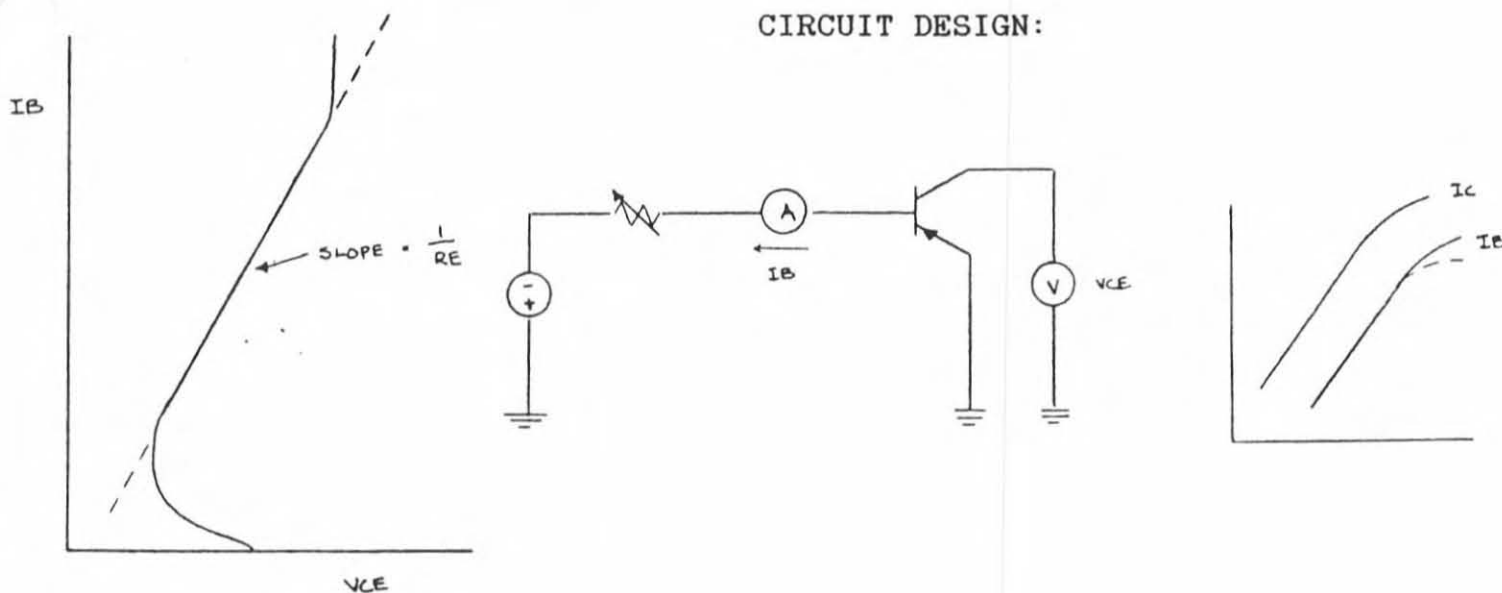 CIRCUIT DESIGN:
IB
SLOPE = 1/RE
VCE
- +
A
IB
V
VCE
IC
IB